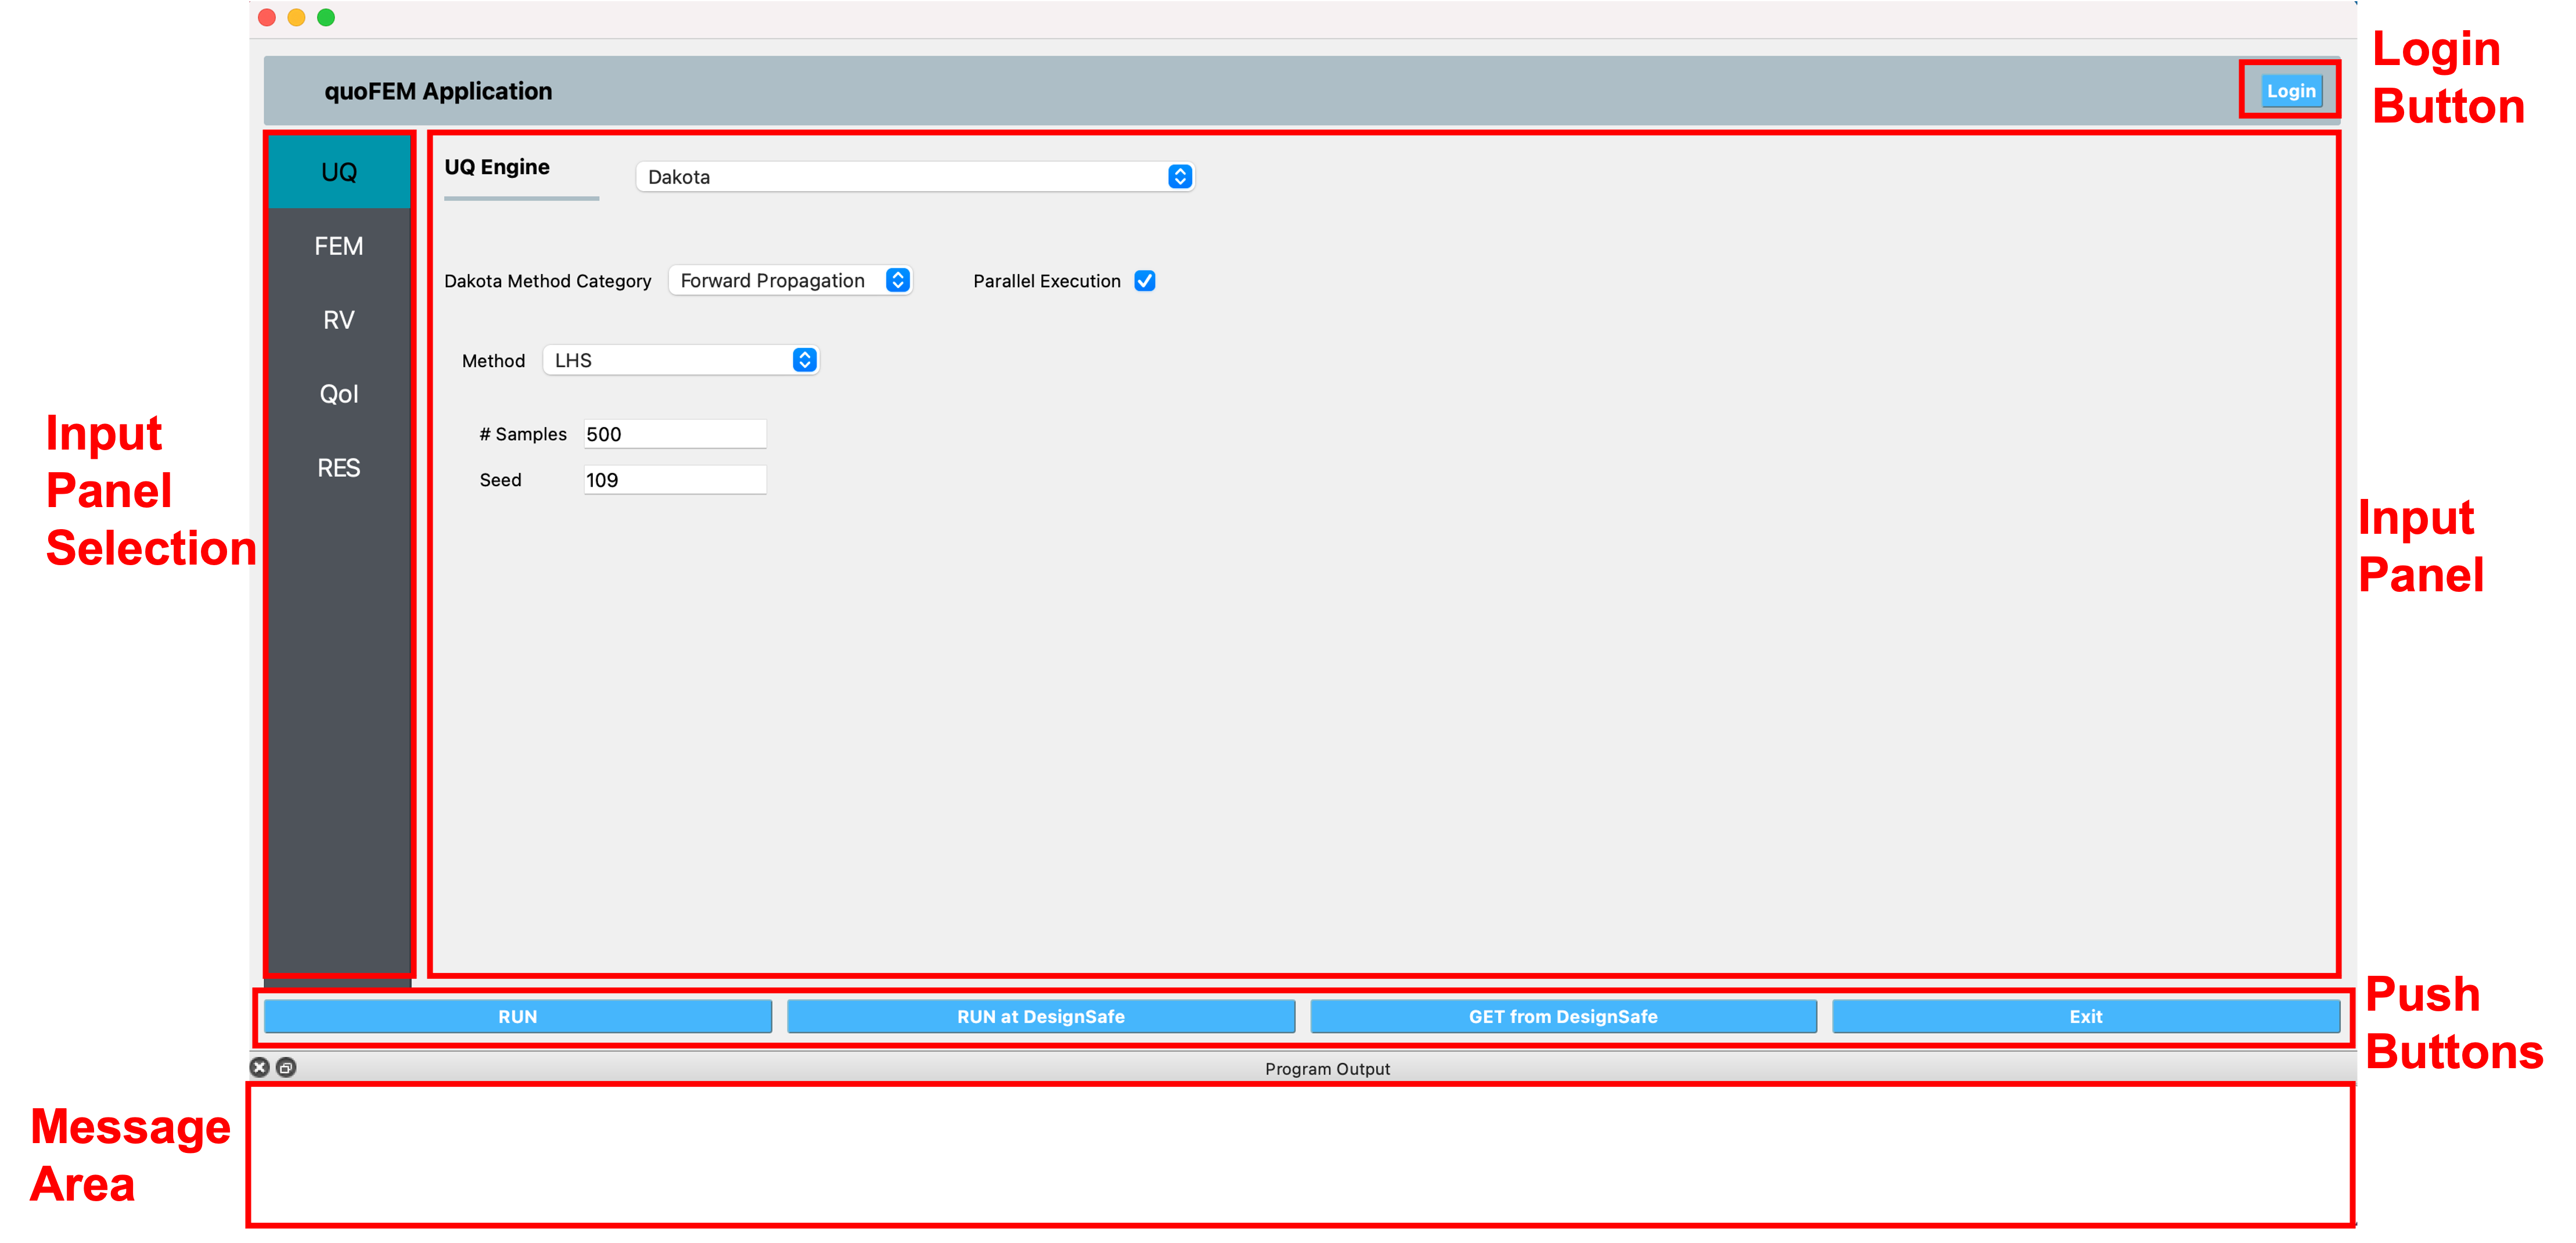 Login
Button
quoFEM Application
Login
UQ
FEM
RV
QoI
RES
Input
Panel
Selection
UQ Engine
Dakota
Dakota Method Category
Forward Propagation
Parallel Execution
Method
LHS
# Samples
500
Seed
109
Input
Panel
RUN
RUN at DesignSafe
GET from DesignSafe
Exit
Push
Buttons
Program Output
Message
Area